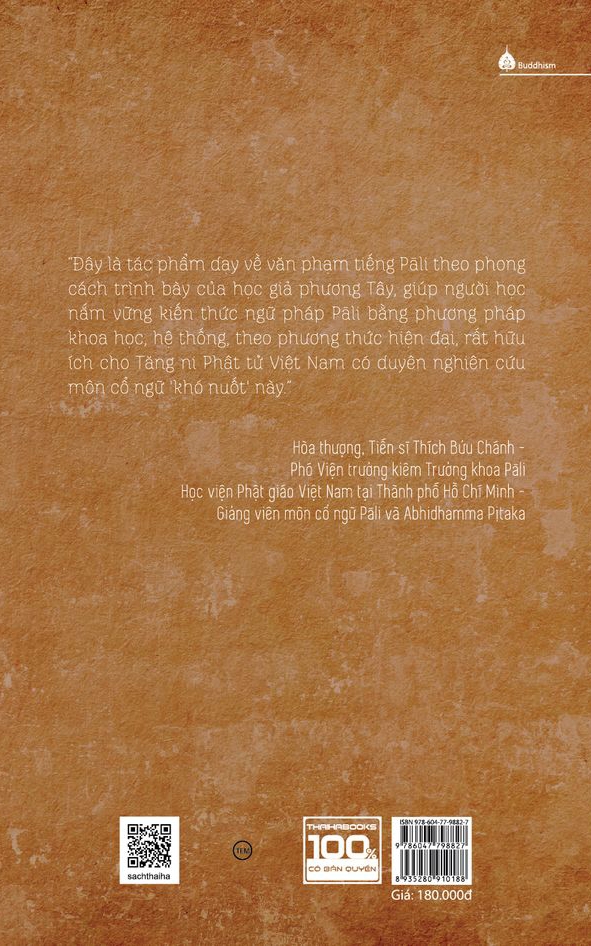 Buddhism
"Đây là tác phẩm dạy về văn phạm tiếng Pāli theo phong
cách trình bày của học giả phương Tây, giúp người học
nắm vững kiến thức ngữ pháp Pāli bằng phương pháp
khoa học, hệ thống, theo phương thức hiện đại, rất hữu
ích cho Tăng ni Phật tử Việt Nam có duyên nghiên cứu
môn cổ ngữ 'khó nuốt' này."
Hòa thượng, Tiến sĩ Thích Bửu Chánh -
Phó Viện trưởng kiêm Trưởng khoa Pāli
Học viện Phật giáo Việt Nam tại Thành phố Hồ Chí Minh -
Giảng viên môn cổ ngữ Pāli và Abhidhamma Piṭaka
sachthaiha
TEM
THAIHABOOKS
100%
CÓ BẢN QUYỀN
ISBN 978-604-77-9882-7
9 786047 798827
8 935280 910188
Giá: 180.000đ